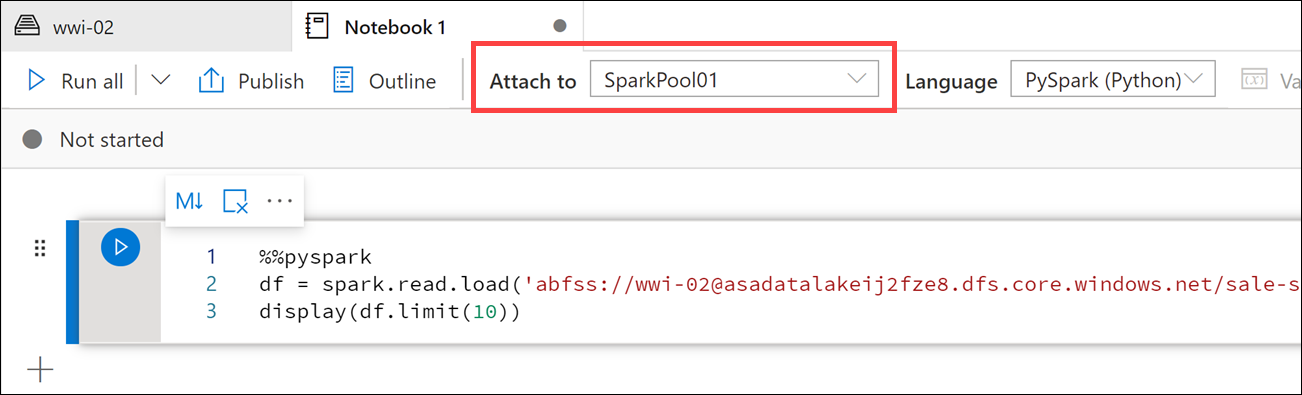 wwi-02 Notebook 1
Run all Publish Outline Attach to SparkPool01 Language PySpark (Python)
Not started
M↓ ...
1 %%pyspark
2 df = spark.read.load('abfss://wwi-02@asadatalakeij2fze8.dfs.core.windows.net/sale-s
3 display(df.limit(10))